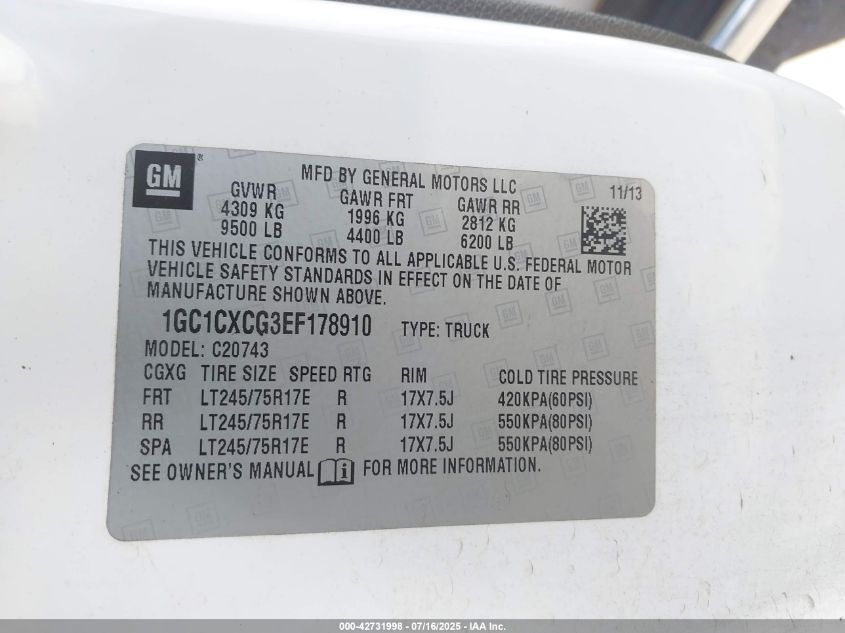 GM®
MFD BY GENERAL MOTORS LLC
11/13
GVWR GAWR FRT GAWR RR
4309 KG 1996 KG 2812 KG
9500 LB 4400 LB 6200 LB
THIS VEHICLE CONFORMS TO ALL APPLICABLE U.S. FEDERAL MOTOR
VEHICLE SAFETY STANDARDS IN EFFECT ON THE DATE OF
MANUFACTURE SHOWN ABOVE.
1GC1CXCG3EF178910 TYPE: TRUCK
MODEL: C20743
CGXG TIRE SIZE SPEED RTG RIM COLD TIRE PRESSURE
FRT LT245/75R17E R 17X7.5J 420KPA(60PSI)
RR LT245/75R17E R 17X7.5J 550KPA(80PSI)
SPA LT245/75R17E R 17X7.5J 550KPA(80PSI)
SEE OWNER'S MANUAL i FOR MORE INFORMATION.
000-42731998 - 07/16/2025 - IAA Inc.